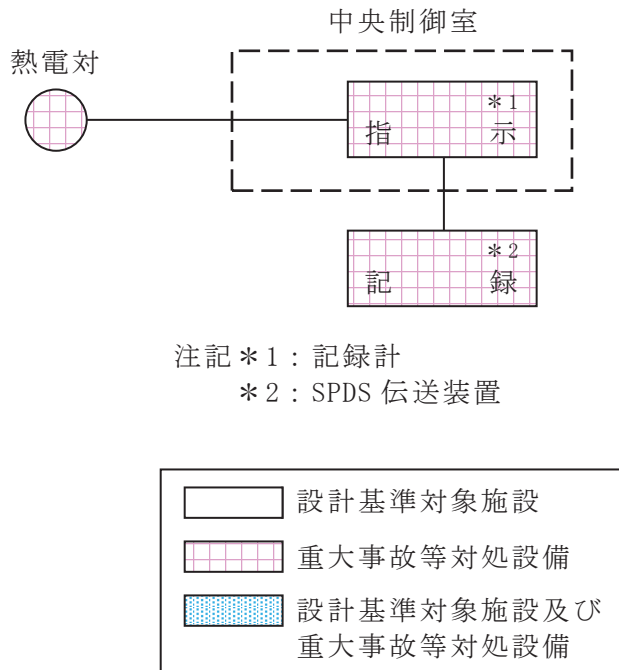 中央制御室
熱電対
＊1
指 示
＊2
記 録
注記＊1：記録計
＊2：SPDS 伝送装置
設計基準対象施設
重大事故等対処設備
設計基準対象施設及び
重大事故等対処設備